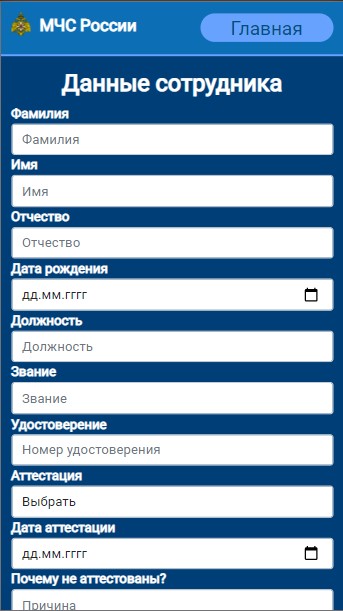 МЧС России
Главная
Данные сотрудника
Фамилия
Фамилия
Имя
Имя
Отчество
Отчество
Дата рождения
дд.мм.гггг
Должность
Должность
Звание
Звание
Удостоверение
Номер удостоверения
Аттестация
Выбрать
Дата аттестации
дд.мм.гггг
Почему не аттестованы?
Причина